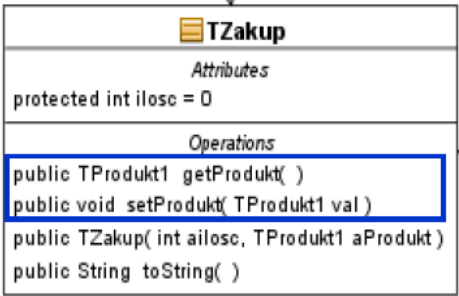 TZakup
Attributes
protected int ilosc = 0
Operations
public TProdukt1 getProdukt( )
public void setProdukt( TProdukt1 val )
public TZakup( int ailosc, TProdukt1 aProdukt )
public String toString( )